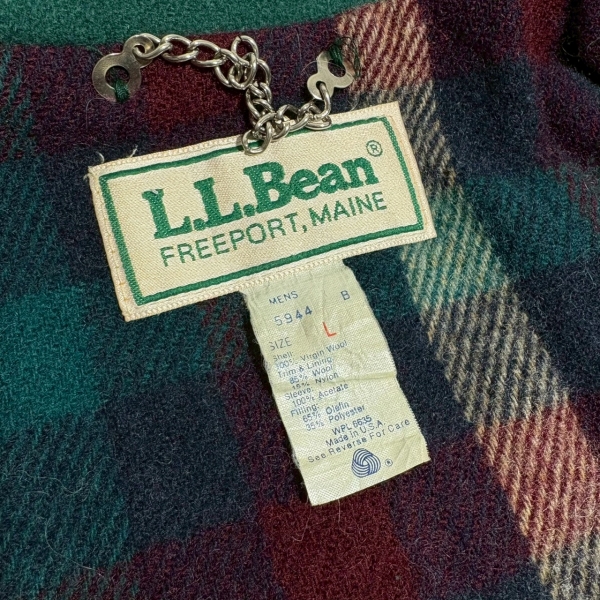 L.L.Bean®
FREEPORT, MAINE
MENS
5944 B
SIZE L
Shell:
100% Virgin Wool
Trim & Lining:
85% Wool
15% Nylon
Sleeve:
100% Acetate
Filling:
65% Olefin
35% Polyester
WPL 6635
Made In U.S.A.
See Reverse For Care
®